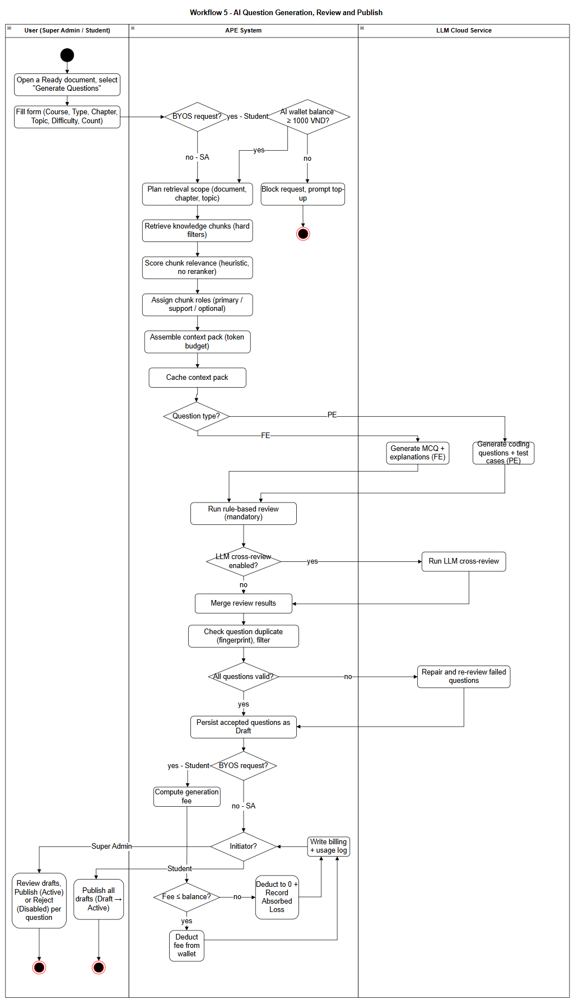 Workflow 5 - AI Question Generation, Review and Publish
User (Super Admin / Student)
APE System
LLM Cloud Service
Open a Ready document, select
"Generate Questions"
Fill form (Course, Type, Chapter,
Topic, Difficulty, Count)
BYOS request?
yes - Student
AI wallet balance
≥ 1000 VND?
yes
no - SA
no
Plan retrieval scope (document,
chapter, topic)
Block request, prompt top-
up
Retrieve knowledge chunks (hard
filters)
Score chunk relevance (heuristic,
no reranker)
Assign chunk roles (primary /
support / optional)
Assemble context pack (token
budget)
Cache context pack
Question type?
PE
FE
Generate MCQ +
explanations (FE)
Generate coding
questions + test
cases (PE)
Run rule-based review
(mandatory)
LLM cross-review
enabled?
yes
Run LLM cross-review
no
Merge review results
Check question duplicate
(fingerprint), filter
All questions valid?
no
Repair and re-review failed
questions
yes
Persist accepted questions as
Draft
yes - Student
BYOS request?
Compute generation
fee
no - SA
Super Admin
Initiator?
Write billing
+ usage log
Student
Review drafts,
Publish (Active)
or Reject
(Disabled) per
question
Publish all
drafts (Draft →
Active)
Fee ≤ balance?
no
Deduct to 0 +
Record
Absorbed
Loss
yes
Deduct
fee from
wallet